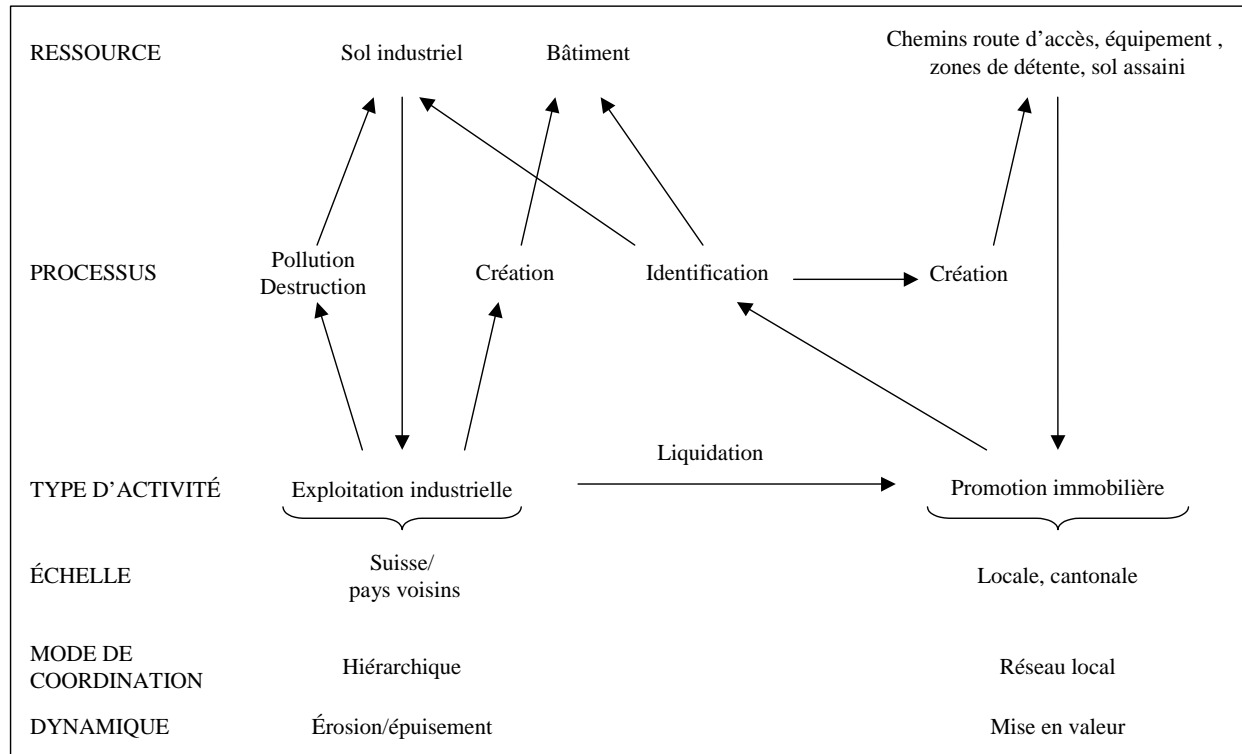 RESSOURCE
Sol industriel
Bâtiment
Chemins route d’accès, équipement ,
zones de détente, sol assaini
PROCESSUS
Pollution
Destruction
Création
Identification
Création
Liquidation
TYPE D’ACTIVITÉ
Exploitation industrielle
Promotion immobilière
ÉCHELLE
Suisse/
pays voisins
Locale, cantonale
MODE DE
COORDINATION
Hiérarchique
Réseau local
DYNAMIQUE
Érosion/épuisement
Mise en valeur